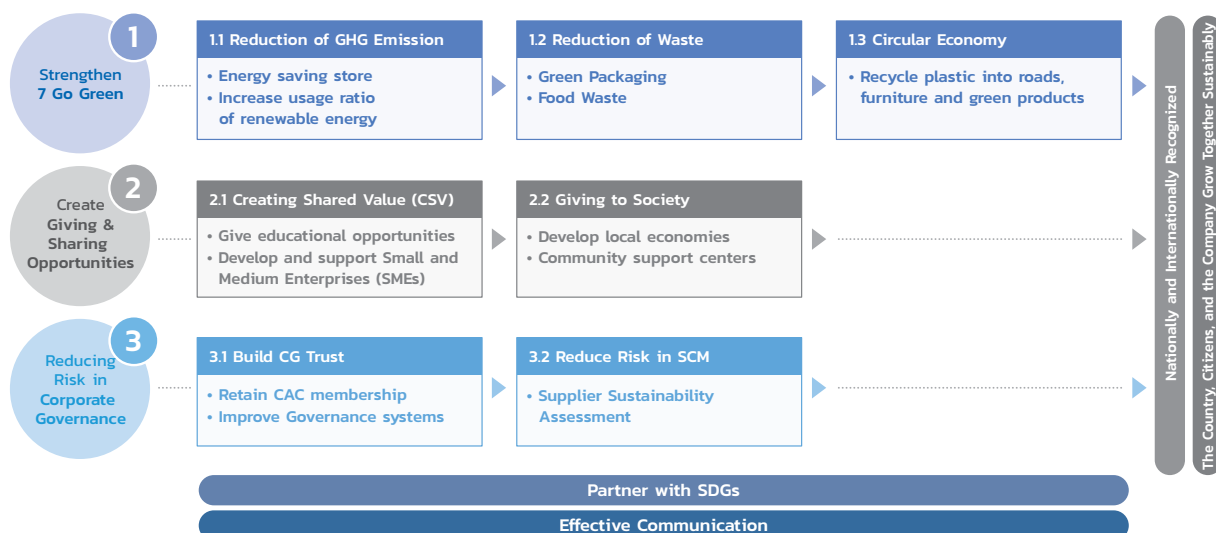 1
Strengthen
7 Go Green
1.1 Reduction of GHG Emission
• Energy saving store
• Increase usage ratio
of renewable energy
1.2 Reduction of Waste
• Green Packaging
• Food Waste
1.3 Circular Economy
• Recycle plastic into roads,
furniture and green products
2
Create
Giving &
Sharing
Opportunities
2.1 Creating Shared Value (CSV)
• Give educational opportunities
• Develop and support Small and
Medium Enterprises (SMEs)
2.2 Giving to Society
• Develop local economies
• Community support centers
3
Reducing
Risk in
Corporate
Governance
3.1 Build CG Trust
• Retain CAC membership
• Improve Governance systems
3.2 Reduce Risk in SCM
• Supplier Sustainability
Assessment
Nationally and Internationally Recognized
The Country, Citizens, and the Company Grow Together Sustainably
Partner with SDGs
Effective Communication